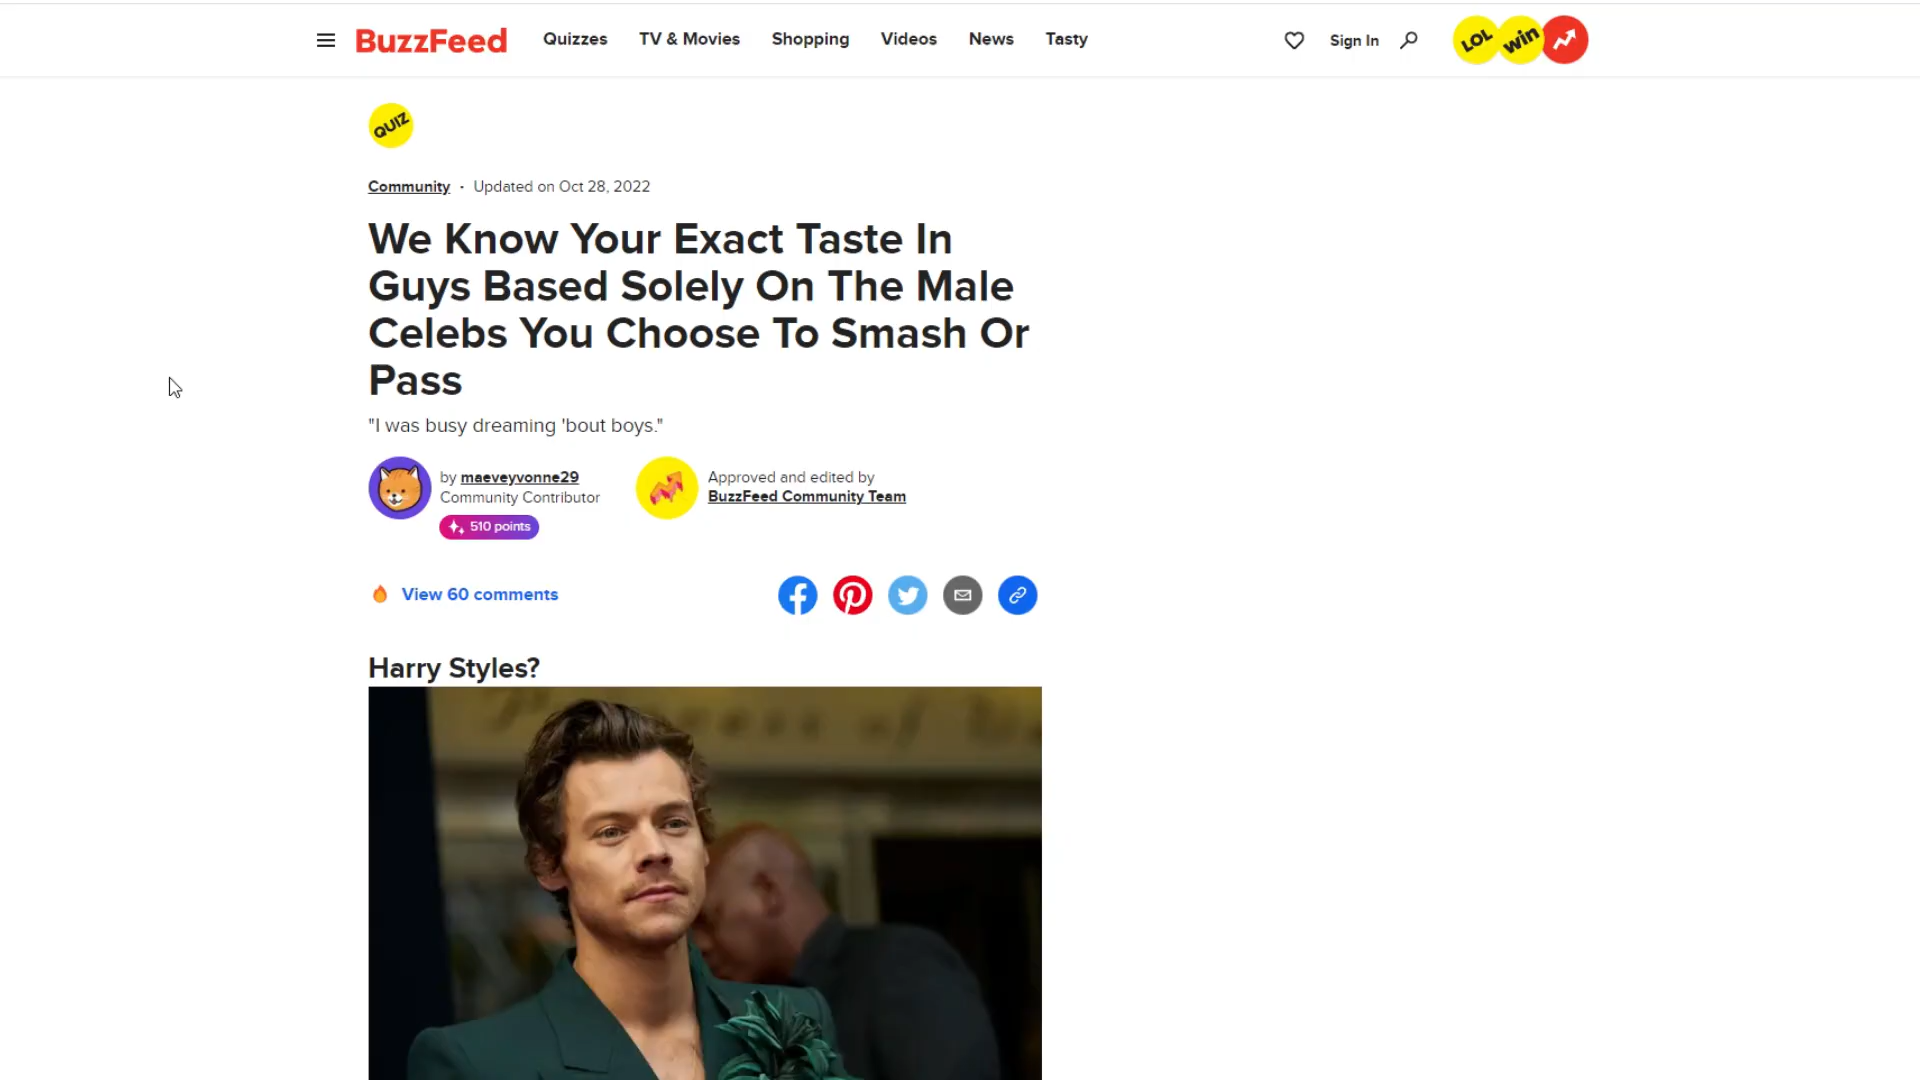 BuzzFeed Quizzes TV & Movies Shopping Videos News Tasty Sign In LOL win
QUIZ
Community · Updated on Oct 28, 2022
We Know Your Exact Taste In
Guys Based Solely On The Male
Celebs You Choose To Smash Or
Pass
"I was busy dreaming 'bout boys."
by maeveyvonne29
Community Contributor
510 points
Approved and edited by
BuzzFeed Community Team
View 60 comments
Harry Styles?